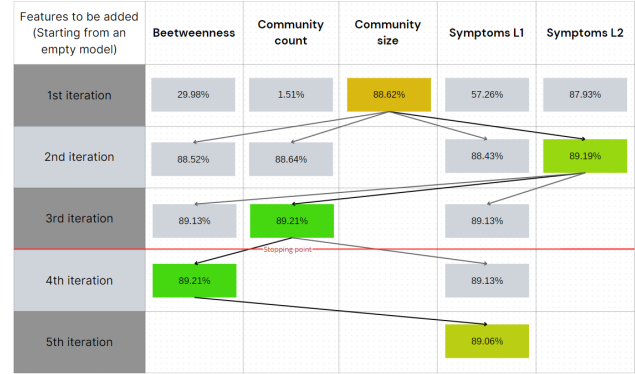 Features to be added
(Starting from an
empty model)
Beetweenness
Community
count
Community
size
Symptoms L1
Symptoms L2
1st iteration
29.98%
1.51%
88.62%
57.26%
87.93%
2nd iteration
88.52%
88.64%
88.43%
89.19%
3rd iteration
89.13%
89.21%
89.13%
Stopping point
4th iteration
89.21%
89.13%
5th iteration
89.06%